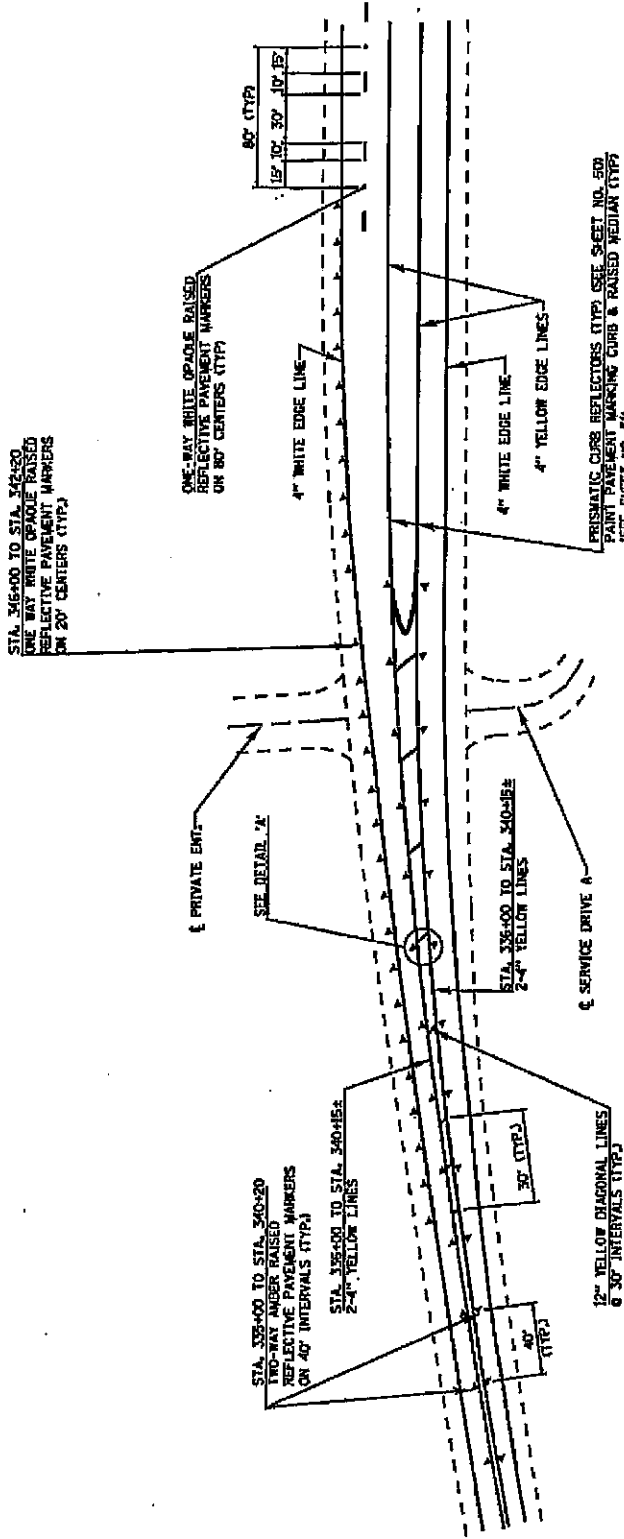 STA. 346+00 TO STA. 342+20
ONE WAY WHITE OPAQUE RAISED
REFLECTIVE PAVEMENT MARKERS
ON 20' CENTERS (TYP.)
80' (TYP)
15' 10' 30' 10' 15'
ONE-WAY WHITE OPAQUE RAISED
REFLECTIVE PAVEMENT MARKERS
ON 80' CENTERS (TYP)
4" WHITE EDGE LINE
℄ PRIVATE ENT.
SEE DETAIL 'A'
STA. 335+00 TO STA. 340+20
TWO-WAY AMBER RAISED
REFLECTIVE PAVEMENT MARKERS
ON 40' INTERVALS (TYP.)
STA. 336+00 TO STA. 340+15±
2-4" YELLOW LINES
STA. 336+00 TO STA. 340+15±
2-4" YELLOW LINES
℄ SERVICE DRIVE A
4" WHITE EDGE LINE
4" YELLOW EDGE LINES
PRISMATIC CURB REFLECTORS (TYP) (SEE SHEET NO. 50)
PAINT PAVEMENT MARKING CURB & RAISED MEDIAN (TYP)
30' (TYP.)
40'
(TYP.)
12" YELLOW DIAGONAL LINES
@ 30' INTERVALS (TYP.)